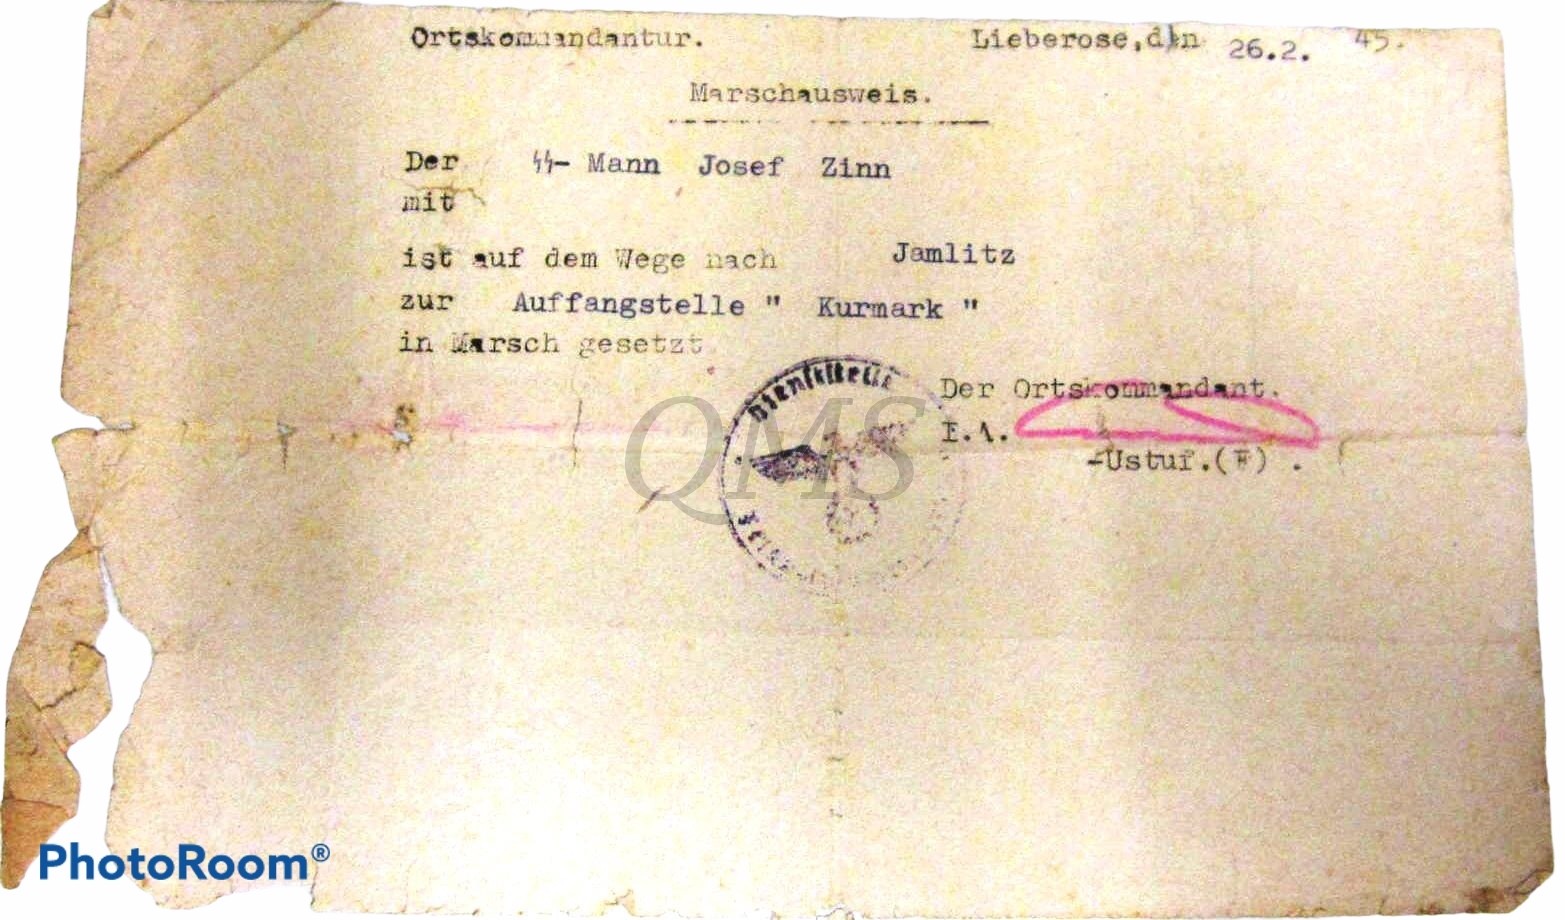 Ortskommandantur. Lieberose, den 26.2. 45.
Marschausweis.
Der ᛋᛋ- Mann Josef Zinn
mit
ist auf dem Wege nach Jamlitz
zur Auffangstelle " Kurmark "
in Marsch gesetzt.
Dienststelle
Der Ortskommandant.
I.A.
-Ustuf.(F) .
QMS
PhotoRoom®